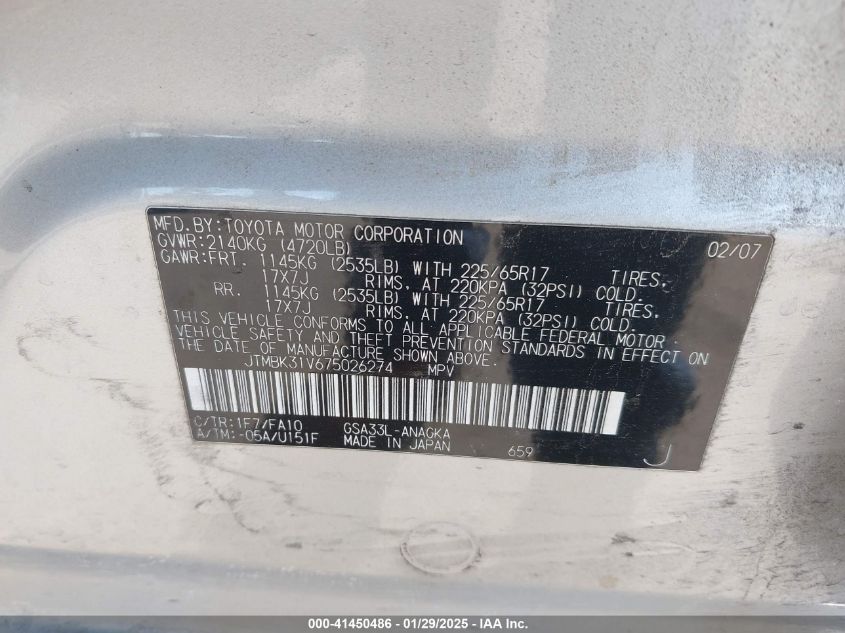 MFD. BY: TOYOTA MOTOR CORPORATION 02/07
GVWR: 2140KG (4720LB)
GAWR: FRT. 1145KG (2535LB) WITH 225/65R17 TIRES.
17X7J RIMS, AT 220KPA (32PSI) COLD.
RR. 1145KG (2535LB) WITH 225/65R17 TIRES.
17X7J RIMS, AT 220KPA (32PSI) COLD.
THIS VEHICLE CONFORMS TO ALL APPLICABLE FEDERAL MOTOR
VEHICLE SAFETY AND THEFT PREVENTION STANDARDS IN EFFECT ON
THE DATE OF MANUFACTURE SHOWN ABOVE.
JTMBK31V675026274 MPV
C/TR: 1F7/FA10 GSA33L-ANAGKA
A/TM: -05A/U151F MADE IN JAPAN 659 J
000-41450486 - 01/29/2025 - IAA Inc.